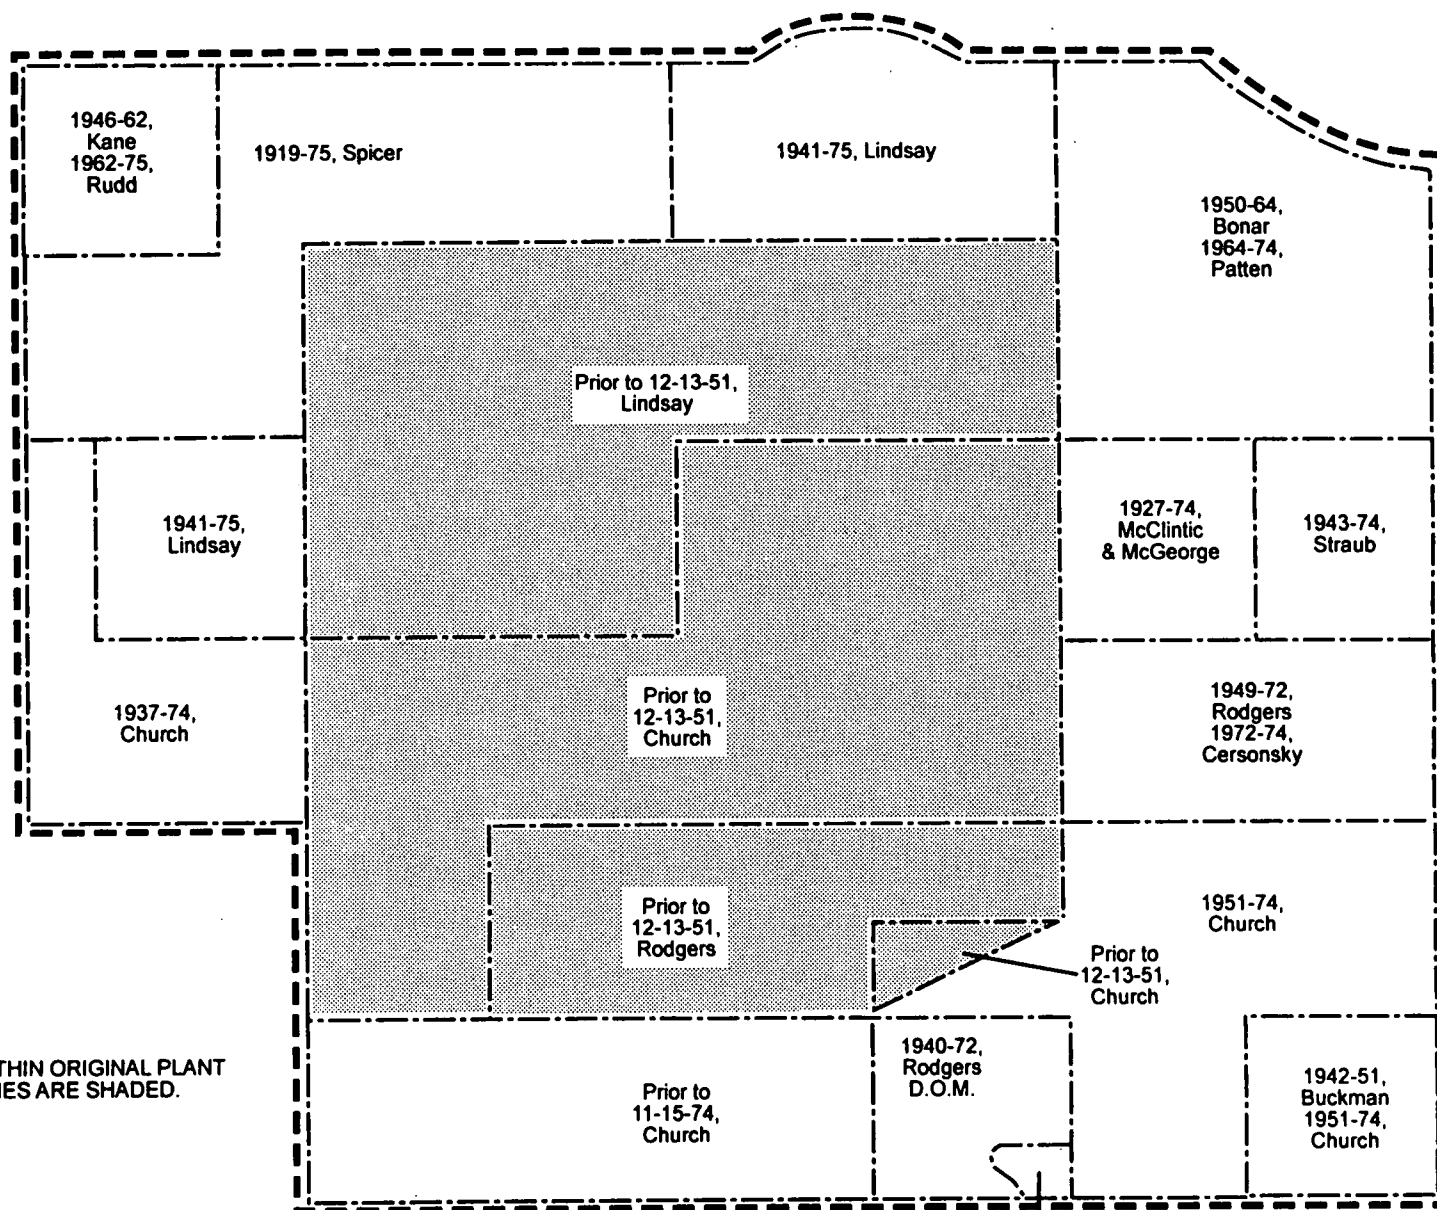 1946-62,
Kane
1962-75,
Rudd
1919-75, Spicer
1941-75, Lindsay
1950-64,
Bonar
1964-74,
Patten
Prior to 12-13-51,
Lindsay
1941-75,
Lindsay
1927-74,
McClintic
& McGeorge
1943-74,
Straub
1937-74,
Church
Prior to
12-13-51,
Church
1949-72,
Rodgers
1972-74,
Cersonsky
Prior to
12-13-51,
Rodgers
1951-74,
Church
Prior to
12-13-51,
Church
THIN ORIGINAL PLANT
IES ARE SHADED.
Prior to
11-15-74,
Church
1940-72,
Rodgers
D.O.M.
1942-51,
Buckman
1951-74,
Church